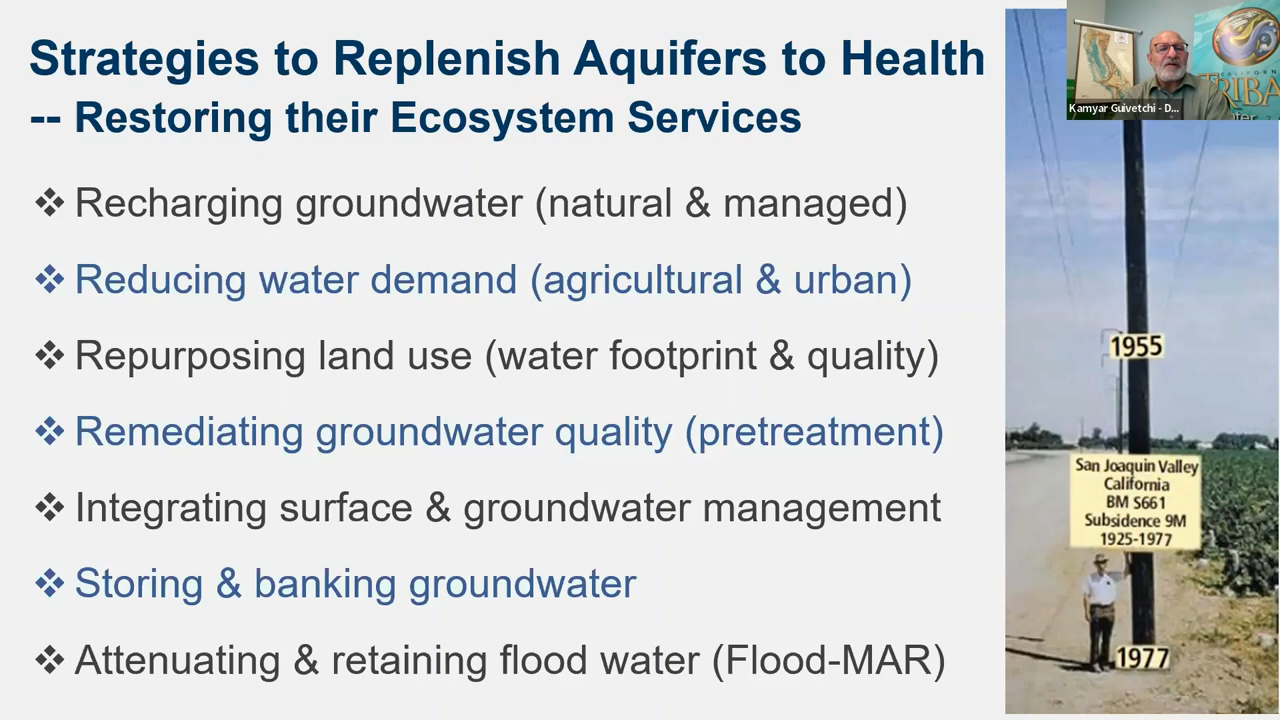 Strategies to Replenish Aquifers to Health
-- Restoring their Ecosystem Services
❖ Recharging groundwater (natural & managed)
❖ Reducing water demand (agricultural & urban)
❖ Repurposing land use (water footprint & quality)
❖ Remediating groundwater quality (pretreatment)
❖ Integrating surface & groundwater management
❖ Storing & banking groundwater
❖ Attenuating & retaining flood water (Flood-MAR)
Kamyar Guivetchi - D...
CALIFORN
TRIBA
1955
San Joaquin Valley
California
BM S661
Subsidence 9M
1925-1977
1977